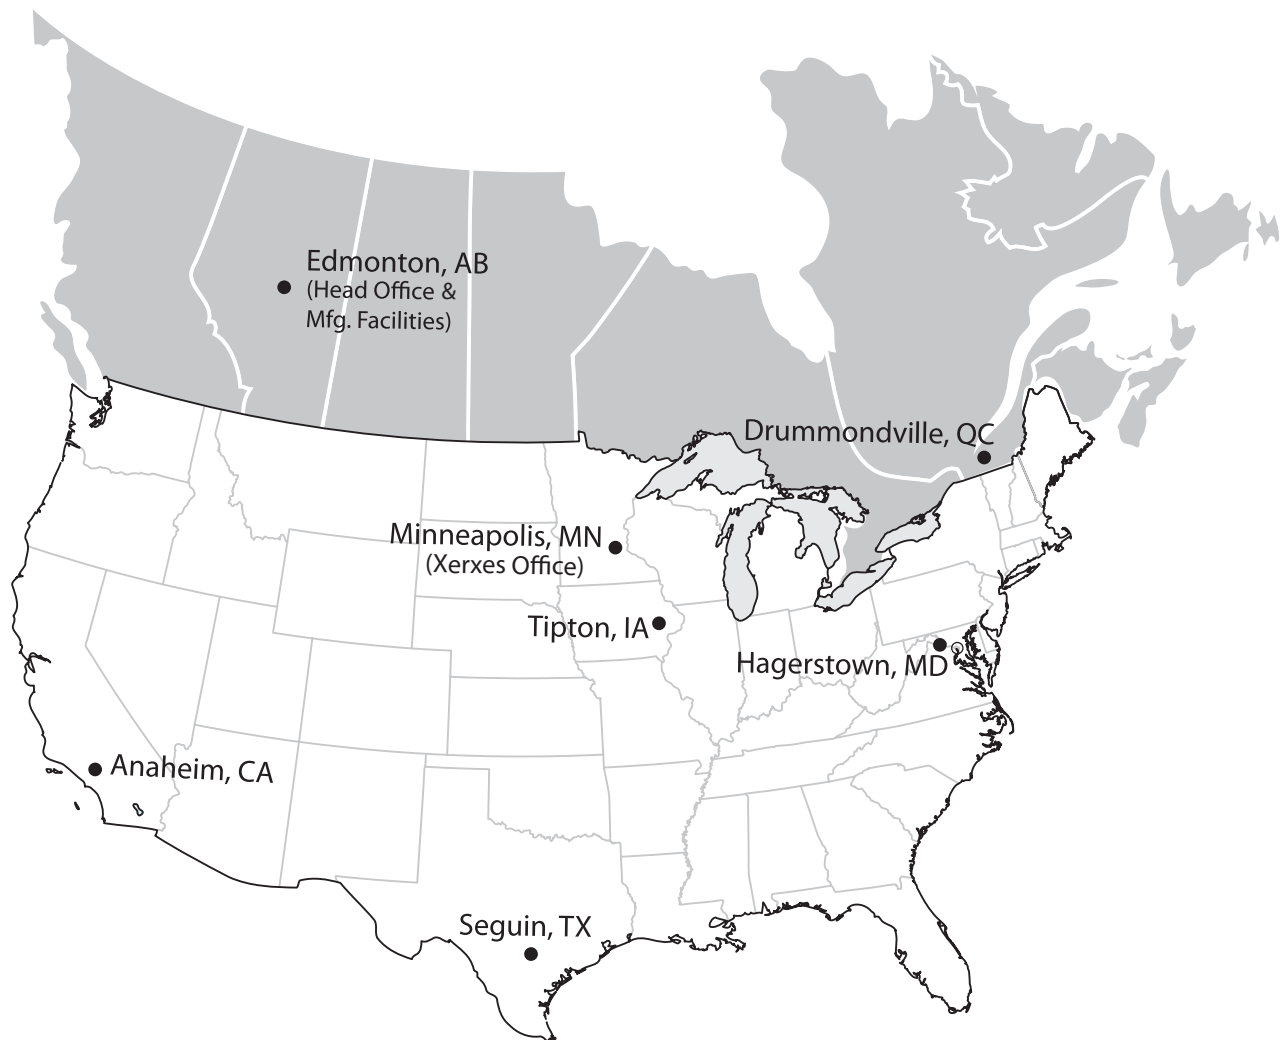 Edmonton, AB
(Head Office &
Mfg. Facilities)
Drummondville, QC
Minneapolis, MN
(Xerxes Office)
Tipton, IA
Hagerstown, MD
Anaheim, CA
Seguin, TX